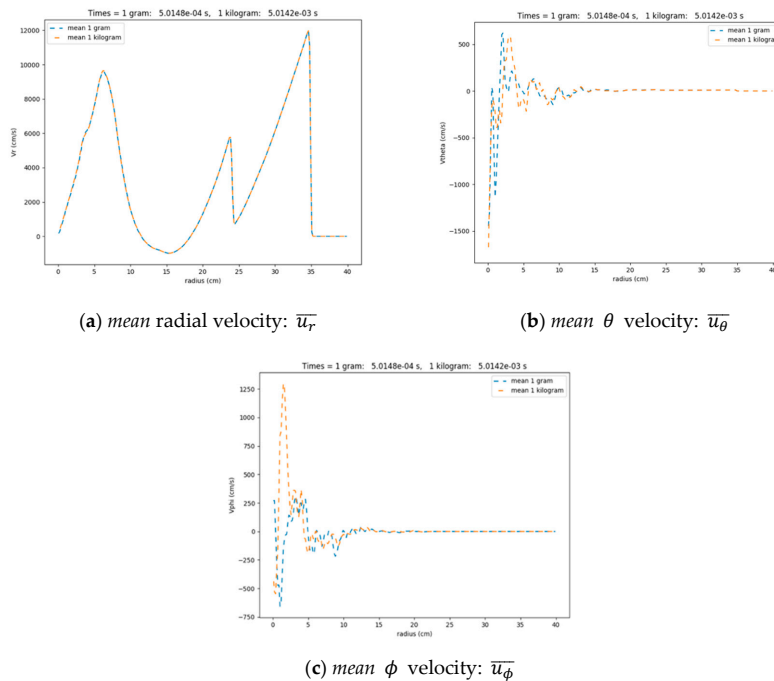 Times = 1 gram: 5.0148e-04 s, 1 kilogram: 5.0142e-03 s
mean 1 gram
mean 1 kilogram
12000
10000
8000
6000
4000
2000
0
Vr (cm/s)
0 5 10 15 20 25 30 35 40
radius (cm)
(a) mean radial velocity: u̅_r
Times = 1 gram: 5.0148e-04 s, 1 kilogram: 5.0142e-03 s
mean 1 gram
mean 1 kilogram
500
0
−500
−1000
−1500
Vtheta (cm/s)
0 5 10 15 20 25 30 35 40
radius (cm)
(b) mean θ velocity: u̅_θ
Times = 1 gram: 5.0148e-04 s, 1 kilogram: 5.0142e-03 s
mean 1 gram
mean 1 kilogram
1250
1000
750
500
250
0
−250
−500
−750
Vphi (cm/s)
0 5 10 15 20 25 30 35 40
radius (cm)
(c) mean ϕ velocity: u̅_ϕ